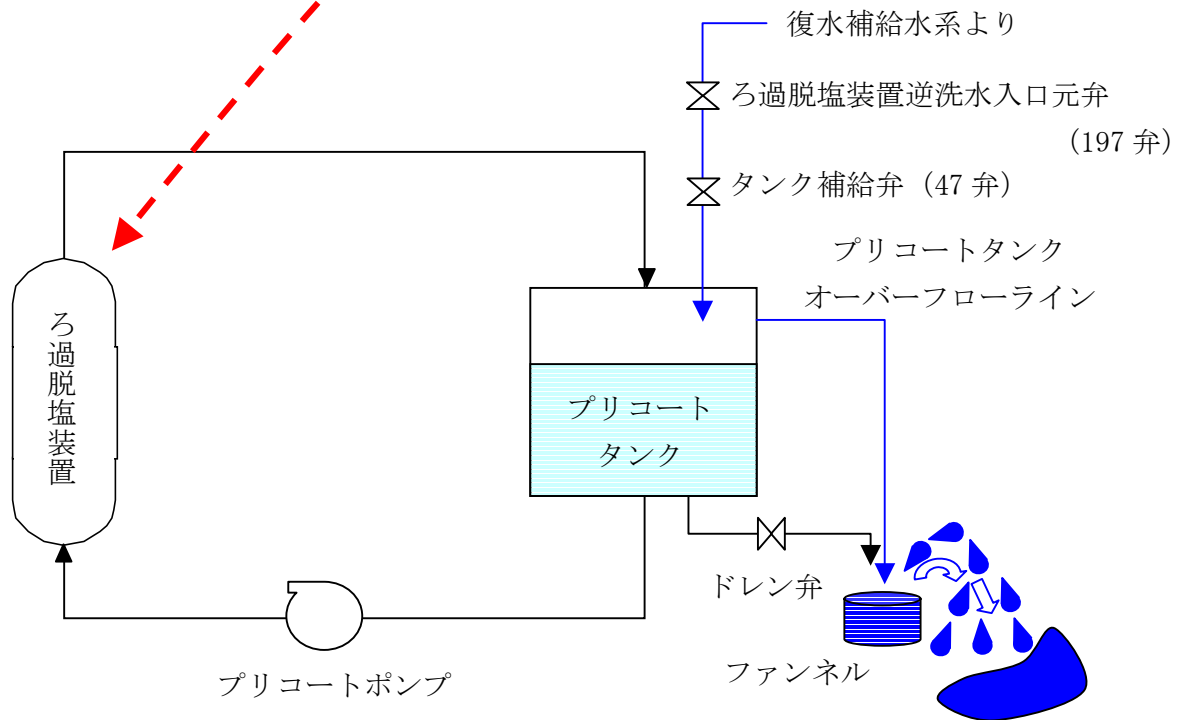 復水補給水系より
ろ過脱塩装置逆洗水入口元弁
(197 弁)
タンク補給弁 (47 弁)
プリコートタンク
オーバーフローライン
ろ過脱塩装置
プリコート
タンク
ドレン弁
ファンネル
プリコートポンプ